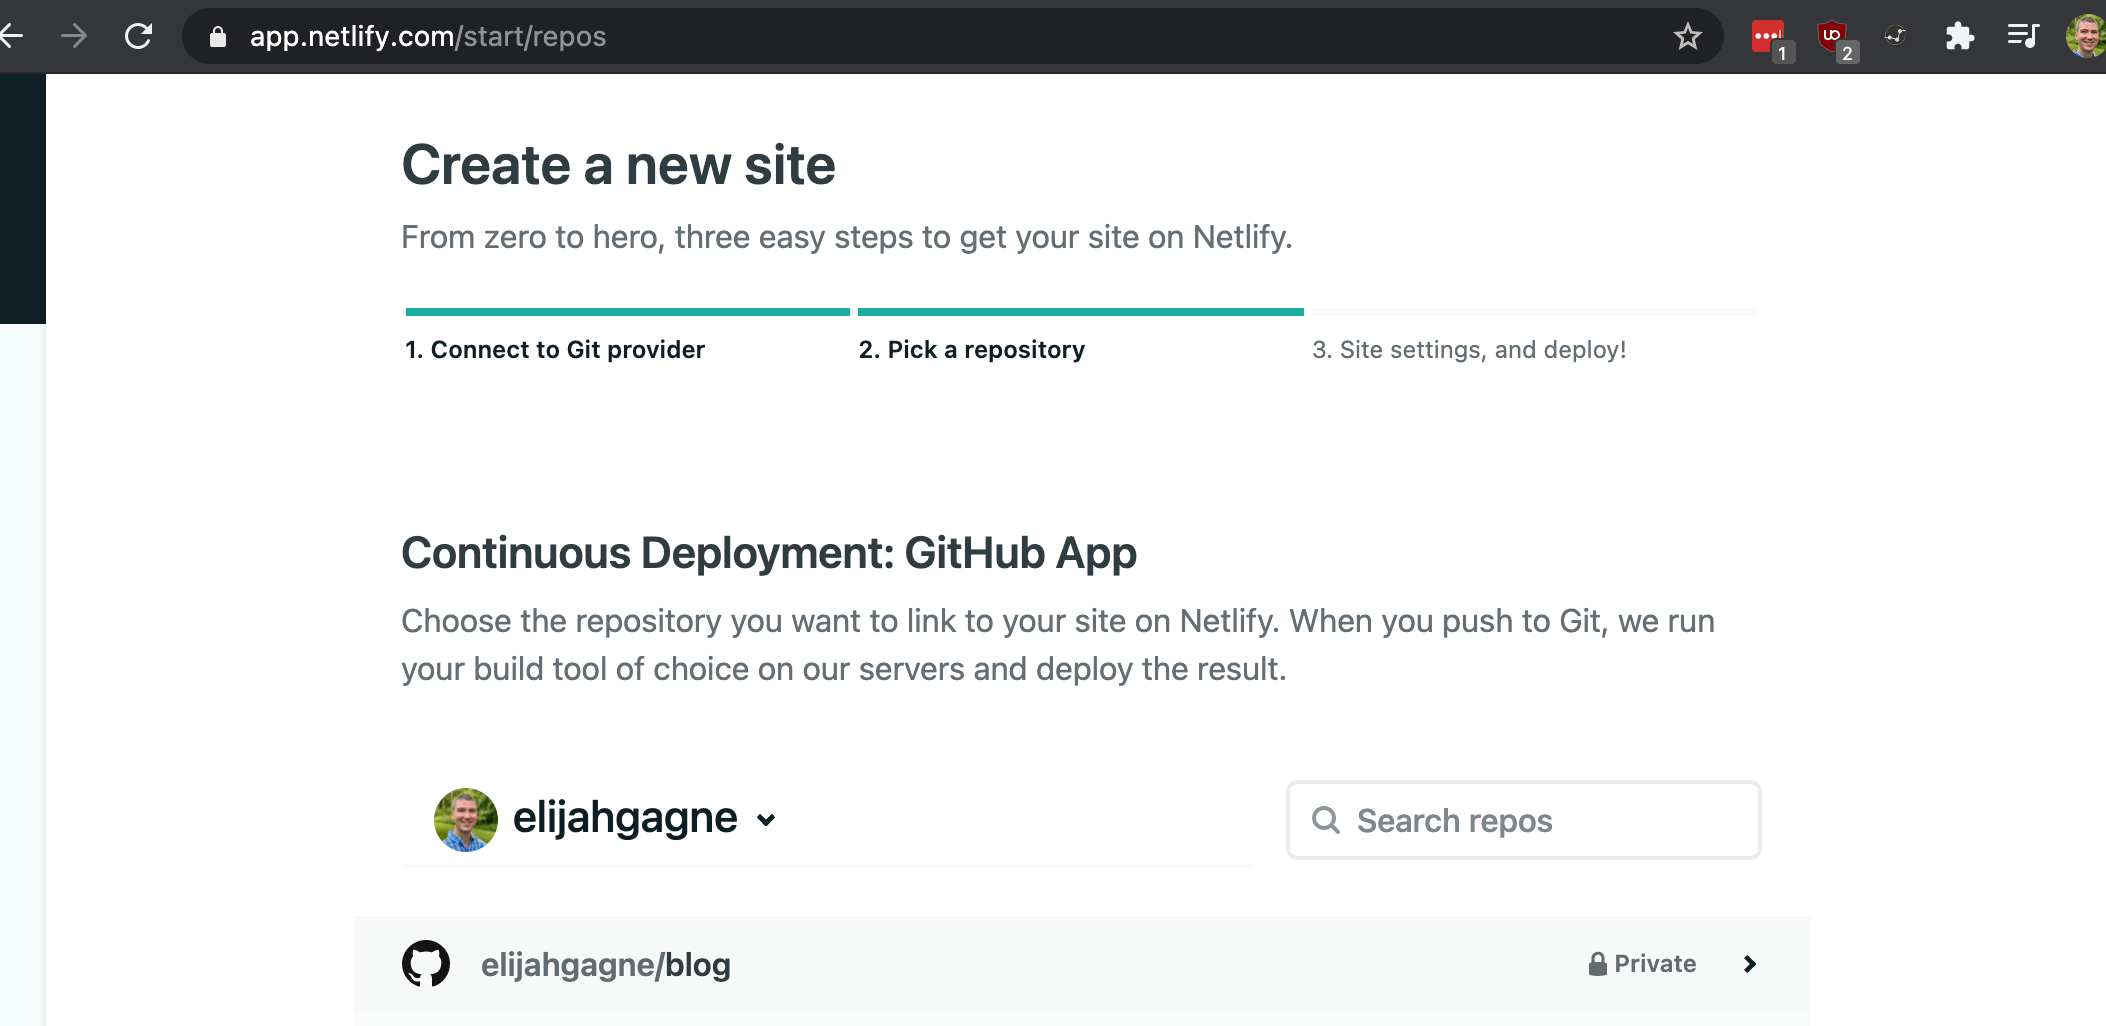 app.netlify.com/start/repos
1
2
Create a new site
From zero to hero, three easy steps to get your site on Netlify.
1. Connect to Git provider
2. Pick a repository
3. Site settings, and deploy!
Continuous Deployment: GitHub App
Choose the repository you want to link to your site on Netlify. When you push to Git, we run
your build tool of choice on our servers and deploy the result.
elijahgagne
Search repos
elijahgagne/blog
Private